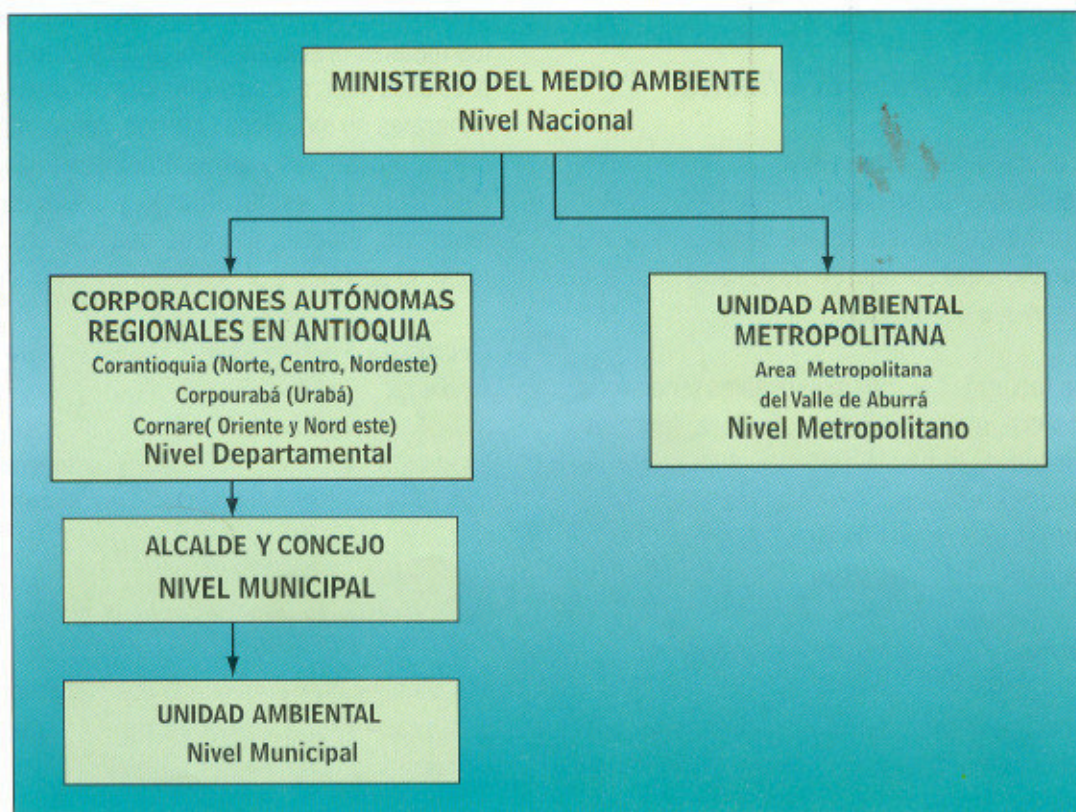 MINISTERIO DEL MEDIO AMBIENTE
Nivel Nacional
CORPORACIONES AUTÓNOMAS
REGIONALES EN ANTIOQUIA
Corantioquia (Norte, Centro, Nordeste)
Corpourabá (Urabá)
Cornare( Oriente y Nord este)
Nivel Departamental
UNIDAD AMBIENTAL
METROPOLITANA
Area Metropolitana
del Valle de Aburrá
Nivel Metropolitano
ALCALDE Y CONCEJO
NIVEL MUNICIPAL
UNIDAD AMBIENTAL
Nivel Municipal